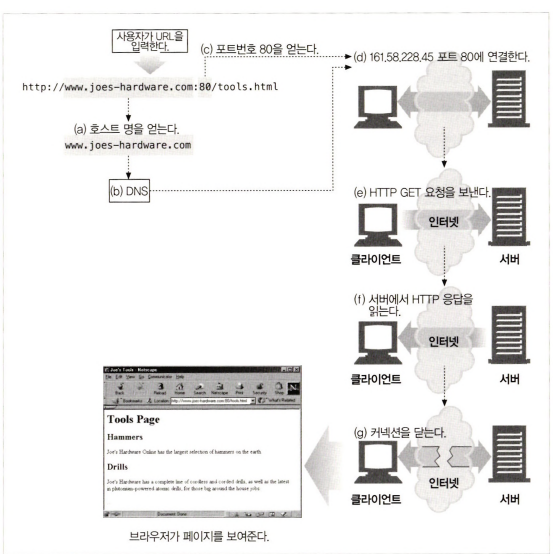 사용자가 URL을
입력한다.
(c) 포트번호 80을 얻는다.
(d) 161.58.228.45 포트 80에 연결한다.
http://www.joes-hardware.com:80/tools.html
(a) 호스트 명을 얻는다.
www.joes-hardware.com
(b) DNS
(e) HTTP GET 요청을 보낸다.
인터넷
클라이언트
서버
(f) 서버에서 HTTP 응답을
읽는다.
인터넷
클라이언트
서버
(g) 커넥션을 닫는다.
인터넷
클라이언트
서버
Joe's Tools - Netscape
File Edit View Go Communicator Help
Back Reload Home Search Netscape Print Security Shop
N
Bookmarks Location: http://www.joes-hardware.com:80/tools.html What's Related
Tools Page
Hammers
Joe's Hardware Online has the largest selection of hammers on the earth.
Drills
Joe's Hardware has a complete line of cordless and corded drills, as well as the latest
in plutonium-powered atomic drills, for those big around the house jobs.
Document: Done
브라우저가 페이지를 보여준다.